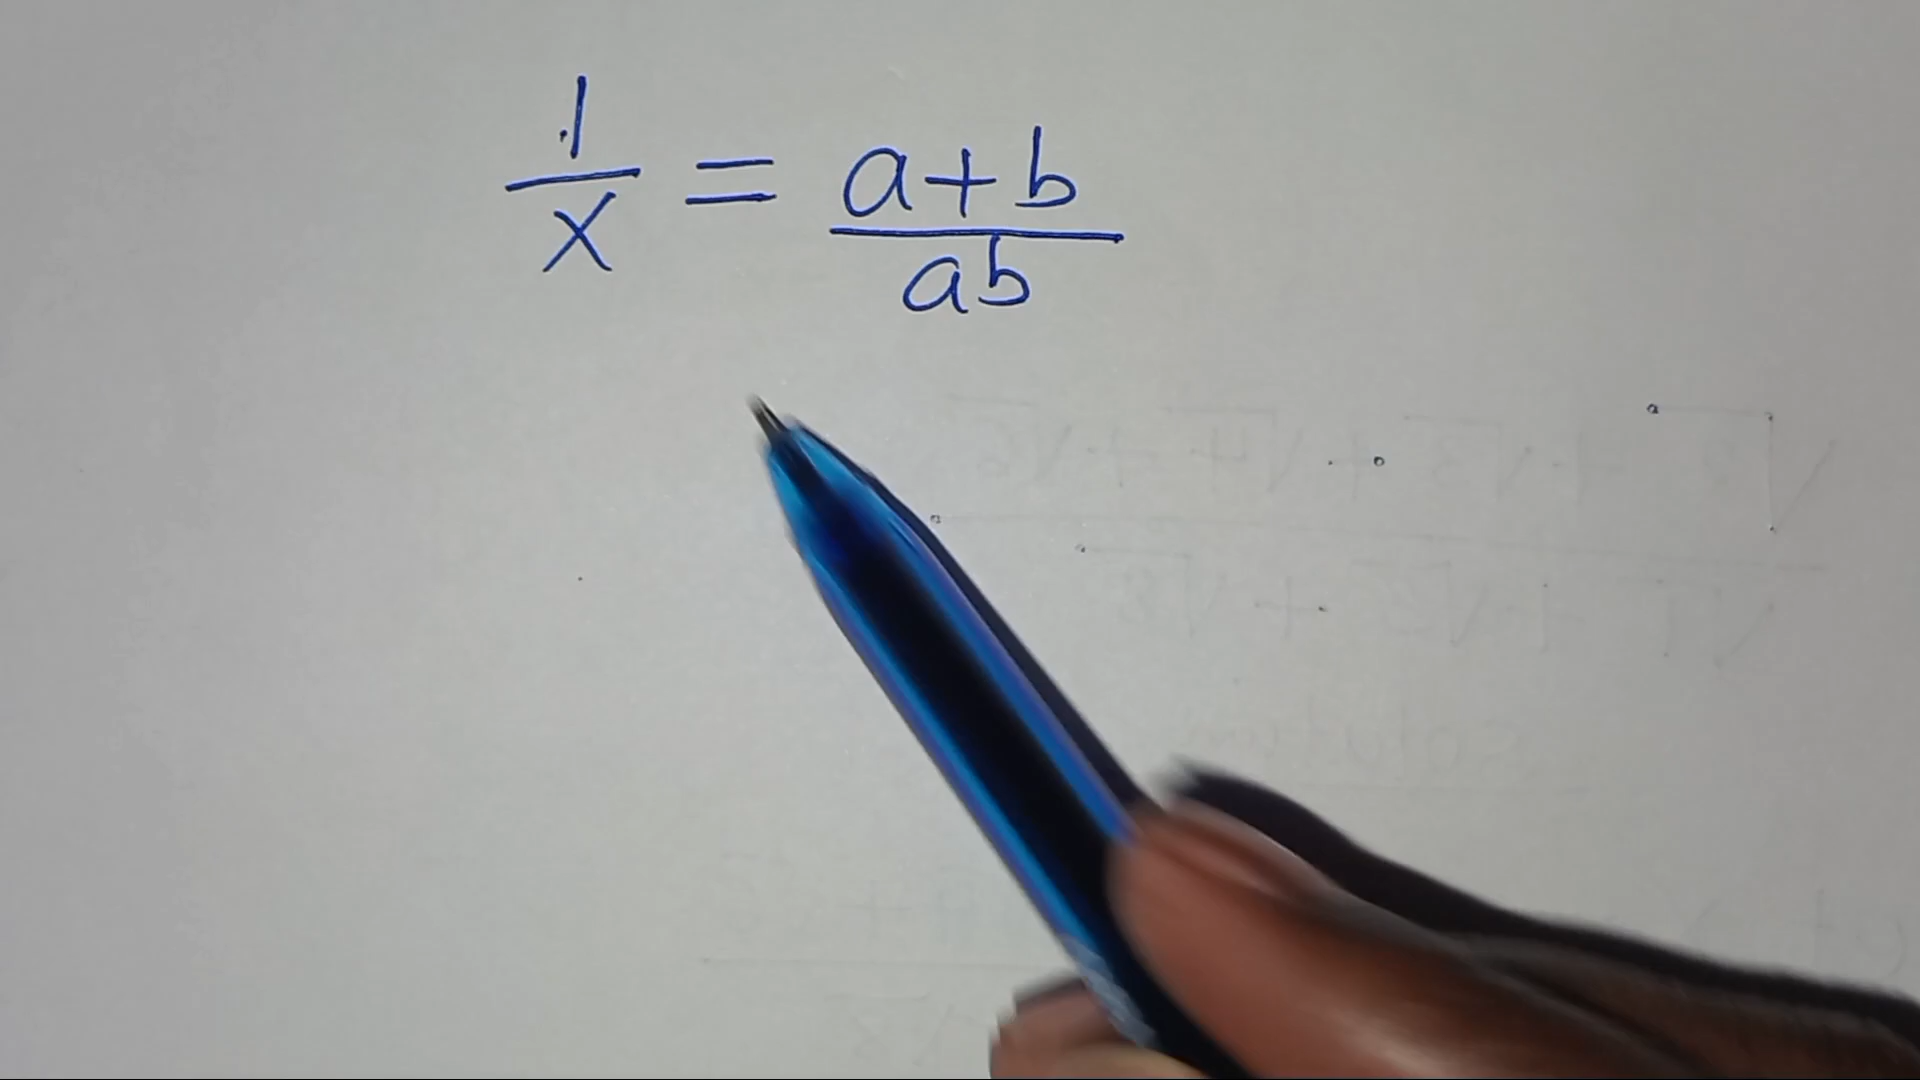 1/x = a+b/ab